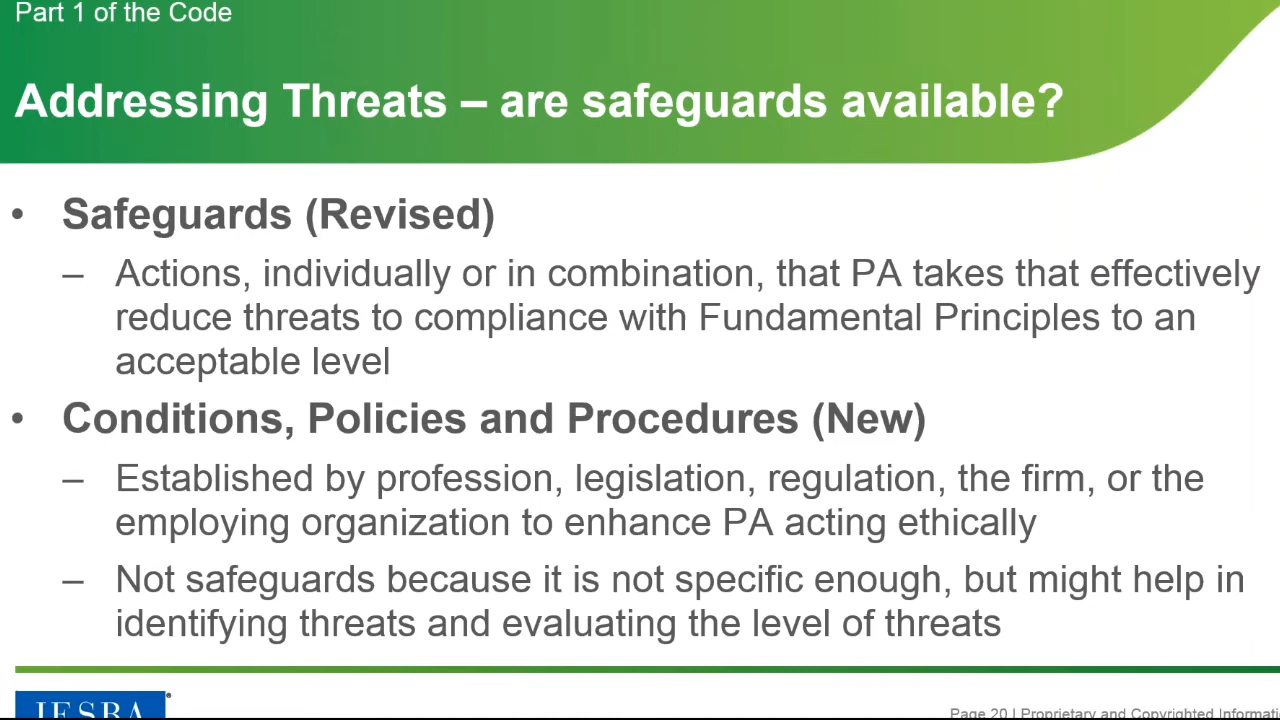 Part 1 of the Code
Addressing Threats – are safeguards available?
• Safeguards (Revised)
– Actions, individually or in combination, that PA takes that effectively
reduce threats to compliance with Fundamental Principles to an
acceptable level
• Conditions, Policies and Procedures (New)
– Established by profession, legislation, regulation, the firm, or the
employing organization to enhance PA acting ethically
– Not safeguards because it is not specific enough, but might help in
identifying threats and evaluating the level of threats
IESBA
Page 20 | Proprietary and Copyrighted Informati